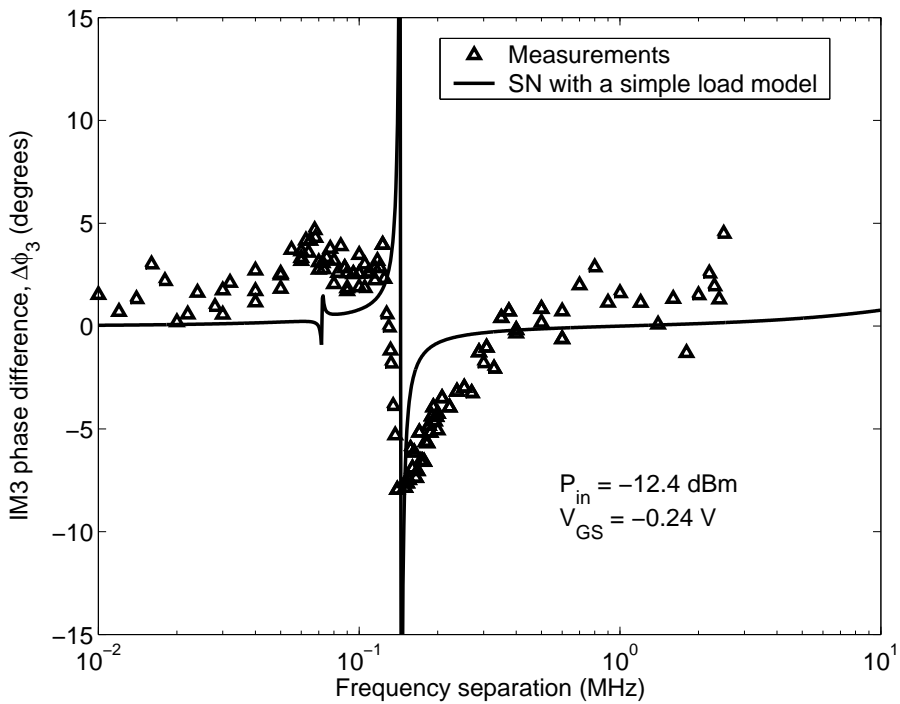 15
10
5
0
−5
−10
−15
10−2
10−1
100
101
IM3 phase difference, Δϕ3 (degrees)
Frequency separation (MHz)
Measurements
SN with a simple load model
Pin = −12.4 dBm
VGS = −0.24 V